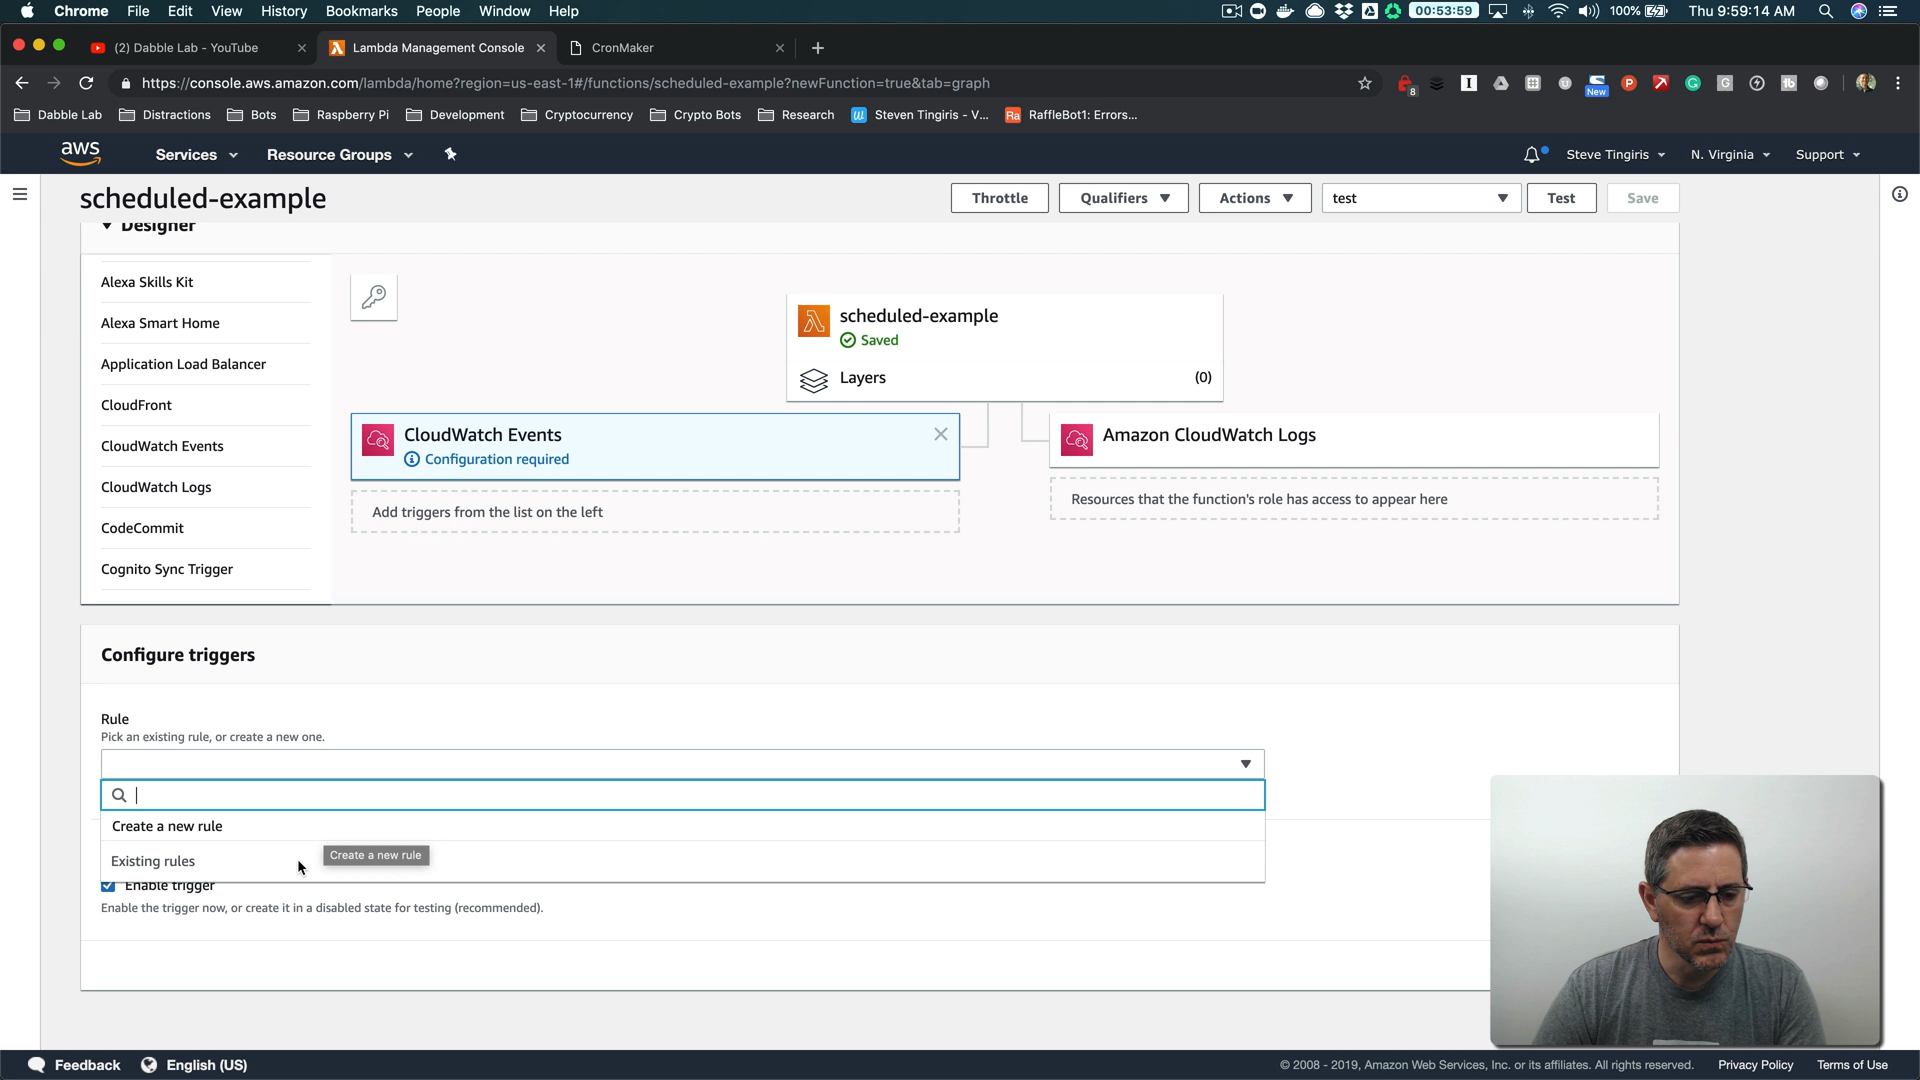 Chrome File Edit View History Bookmarks People Window Help 00:53:59 100% Thu 9:59:14 AM
(2) Dabble Lab - YouTube Lambda Management Console CronMaker
https://console.aws.amazon.com/lambda/home?region=us-east-1#/functions/scheduled-example?newFunction=true&tab=graph 8 New
Dabble Lab Distractions Bots Raspberry Pi Development Cryptocurrency Crypto Bots Research Steven Tingiris - V... Ra RaffleBot1: Errors...
aws Services Resource Groups Steve Tingiris N. Virginia Support
scheduled-example Throttle Qualifiers Actions test Test Save
Designer
Alexa Skills Kit
Alexa Smart Home
Application Load Balancer
CloudFront
CloudWatch Events
CloudWatch Logs
CodeCommit
Cognito Sync Trigger
scheduled-example
Saved
Layers (0)
CloudWatch Events
Configuration required
Add triggers from the list on the left
Amazon CloudWatch Logs
Resources that the function's role has access to appear here
Configure triggers
Rule
Pick an existing rule, or create a new one.
Create a new rule
Existing rules
Create a new rule
Enable trigger
Enable the trigger now, or create it in a disabled state for testing (recommended).
Feedback English (US) © 2008 - 2019, Amazon Web Services, Inc. or its affiliates. All rights reserved. Privacy Policy Terms of Use